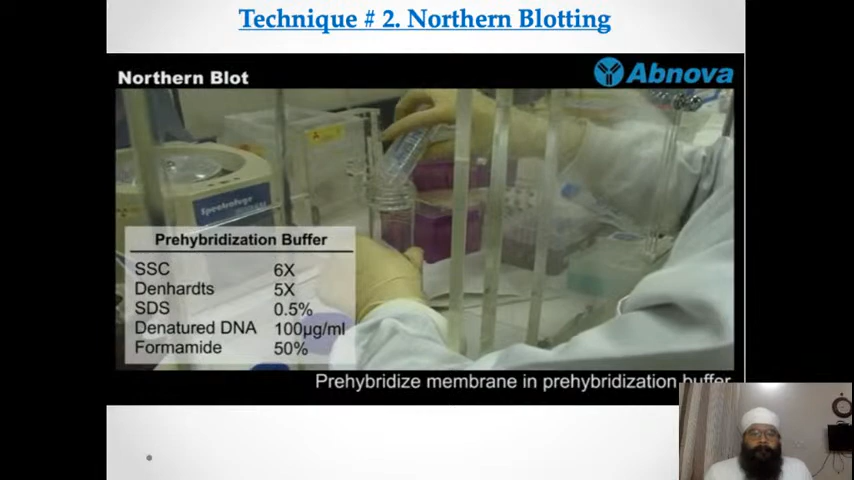 Technique # 2. Northern Blotting
Northern Blot
Abnova
Prehybridization Buffer
SSC 6X
Denhardts 5X
SDS 0.5%
Denatured DNA 100µg/ml
Formamide 50%
Prehybridize membrane in prehybridization buffer